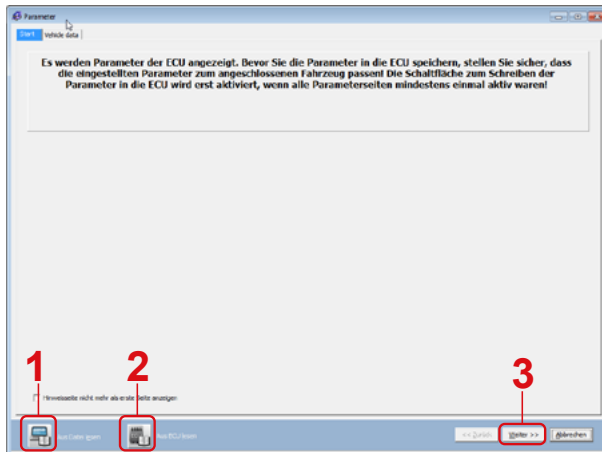 Parameter
Start Vehicle data
Es werden Parameter der ECU angezeigt. Bevor Sie die Parameter in die ECU speichern, stellen Sie sicher, dass
die eingestellten Parameter zum angeschlossenen Fahrzeug passen! Die Schaltfläche zum Schreiben der
Parameter in die ECU wird erst aktiviert, wenn alle Parameterseiten mindestens einmal aktiv waren!
1 2 3
Hinweisseite nicht mehr als erste Seite anzeigen
Aus Datei lesen Aus ECU lesen << Zurück Weiter >> Abbrechen